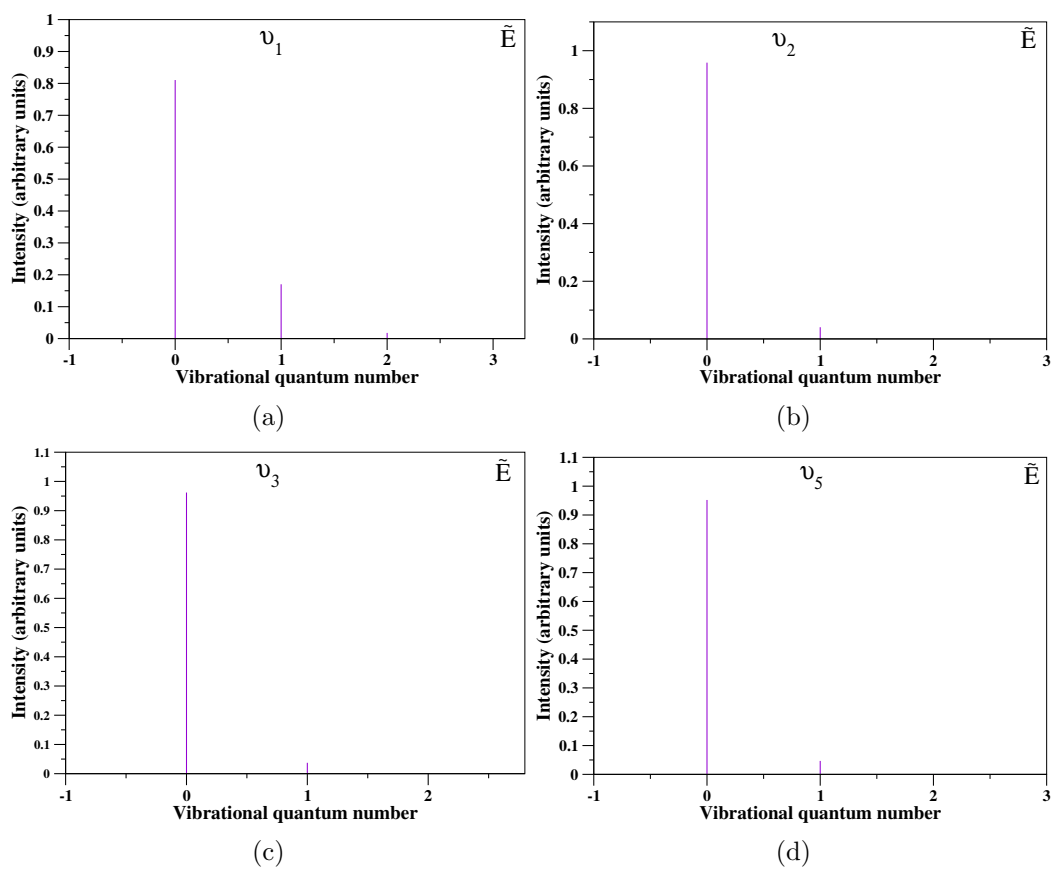 υ1 Ẽ
Intensity (arbitrary units)
1
0.9
0.8
0.7
0.6
0.5
0.4
0.3
0.2
0.1
0
-1 0 1 2 3
Vibrational quantum number
(a)
υ2 Ẽ
Intensity (arbitrary units)
1
0.8
0.6
0.4
0.2
0
-1 0 1 2 3
Vibrational quantum number
(b)
υ3 Ẽ
Intensity (arbitrary units)
1.1
1
0.9
0.8
0.7
0.6
0.5
0.4
0.3
0.2
0.1
0
-1 0 1 2
Vibrational quantum number
(c)
υ5 Ẽ
Intensity (arbitrary units)
1.1
1
0.9
0.8
0.7
0.6
0.5
0.4
0.3
0.2
0.1
0
-1 0 1 2 3
Vibrational quantum number
(d)